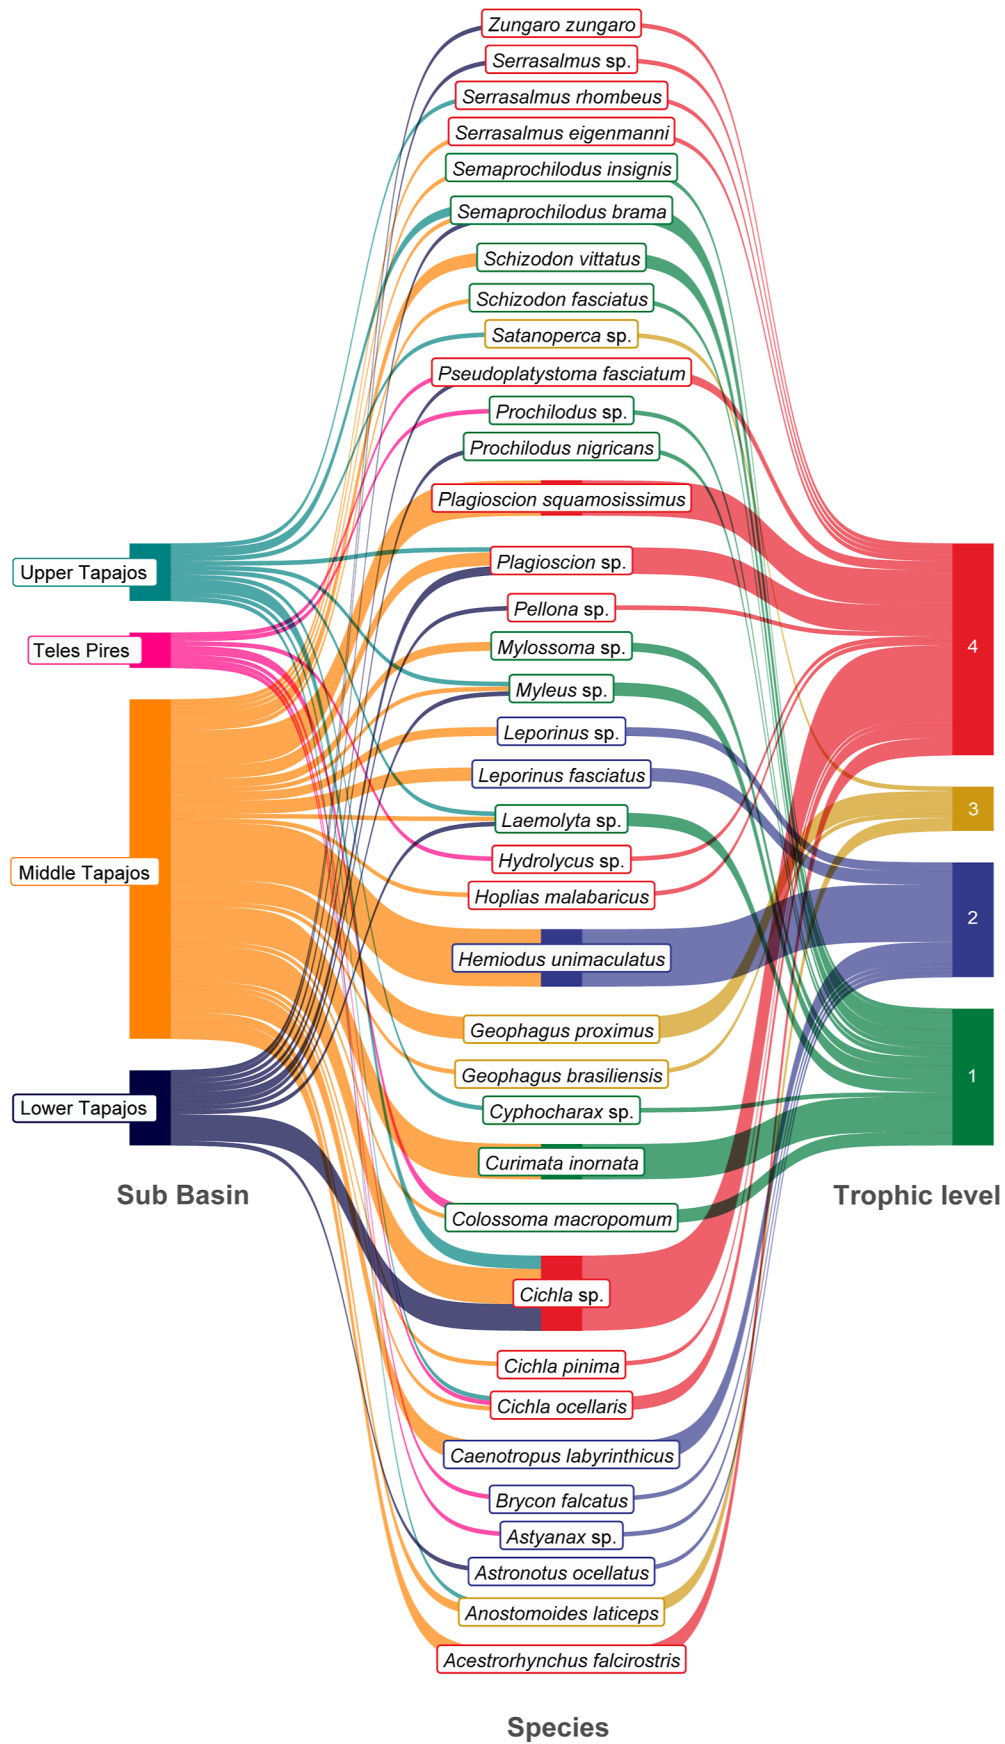 Zungaro zungaro
Serrasalmus sp.
Serrasalmus rhombeus
Serrasalmus eigenmanni
Semaprochilodus insignis
Semaprochilodus brama
Schizodon vittatus
Schizodon fasciatus
Satanoperca sp.
Pseudoplatystoma fasciatum
Prochilodus sp.
Prochilodus nigricans
Plagioscion squamosissimus
Plagioscion sp.
Pellona sp.
Mylossoma sp.
Myleus sp.
Leporinus sp.
Leporinus fasciatus
Laemolyta sp.
Hydrolycus sp.
Hoplias malabaricus
Hemiodus unimaculatus
Geophagus proximus
Geophagus brasiliensis
Cyphocharax sp.
Curimata inornata
Colossoma macropomum
Cichla sp.
Cichla pinima
Cichla ocellaris
Caenotropus labyrinthicus
Brycon falcatus
Astyanax sp.
Astronotus ocellatus
Anostomoides laticeps
Acestrorhynchus falcirostris
Upper Tapajos
Teles Pires
Middle Tapajos
Lower Tapajos
4
3
2
1
Sub Basin
Trophic level
Species